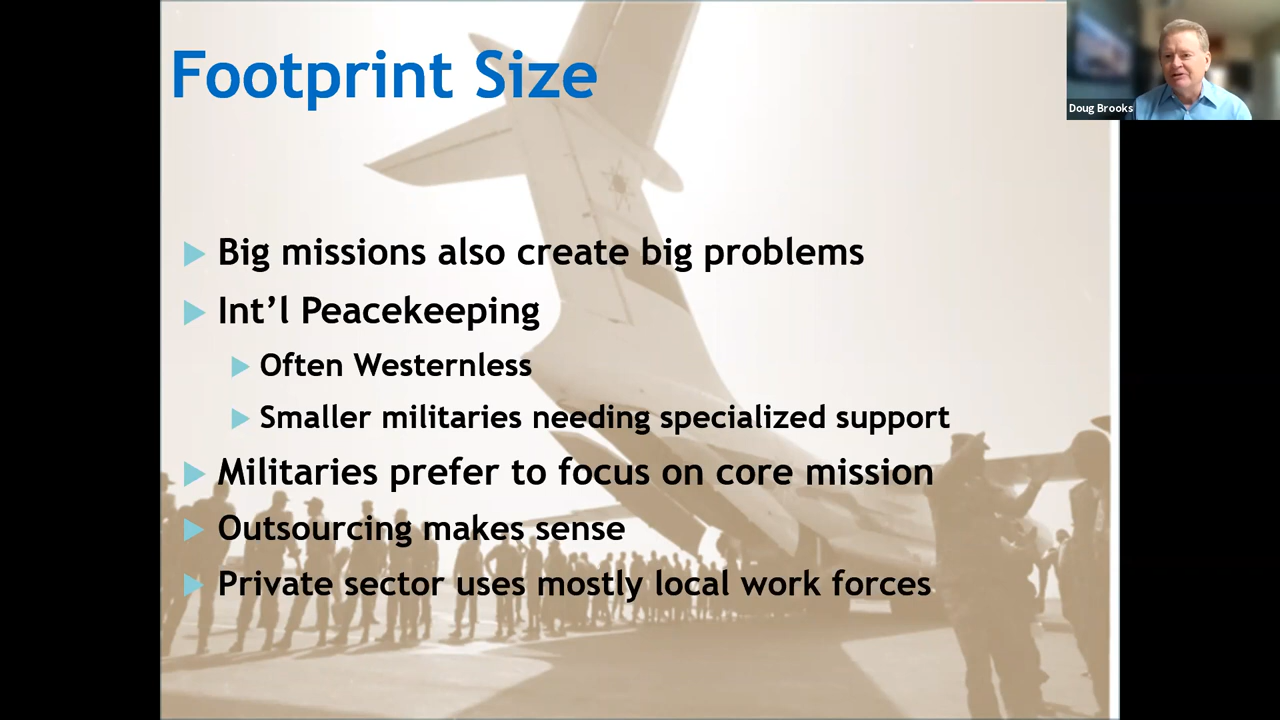 Footprint Size
Doug Brooks
Big missions also create big problems
Int’l Peacekeeping
Often Westernless
Smaller militaries needing specialized support
Militaries prefer to focus on core mission
Outsourcing makes sense
Private sector uses mostly local work forces